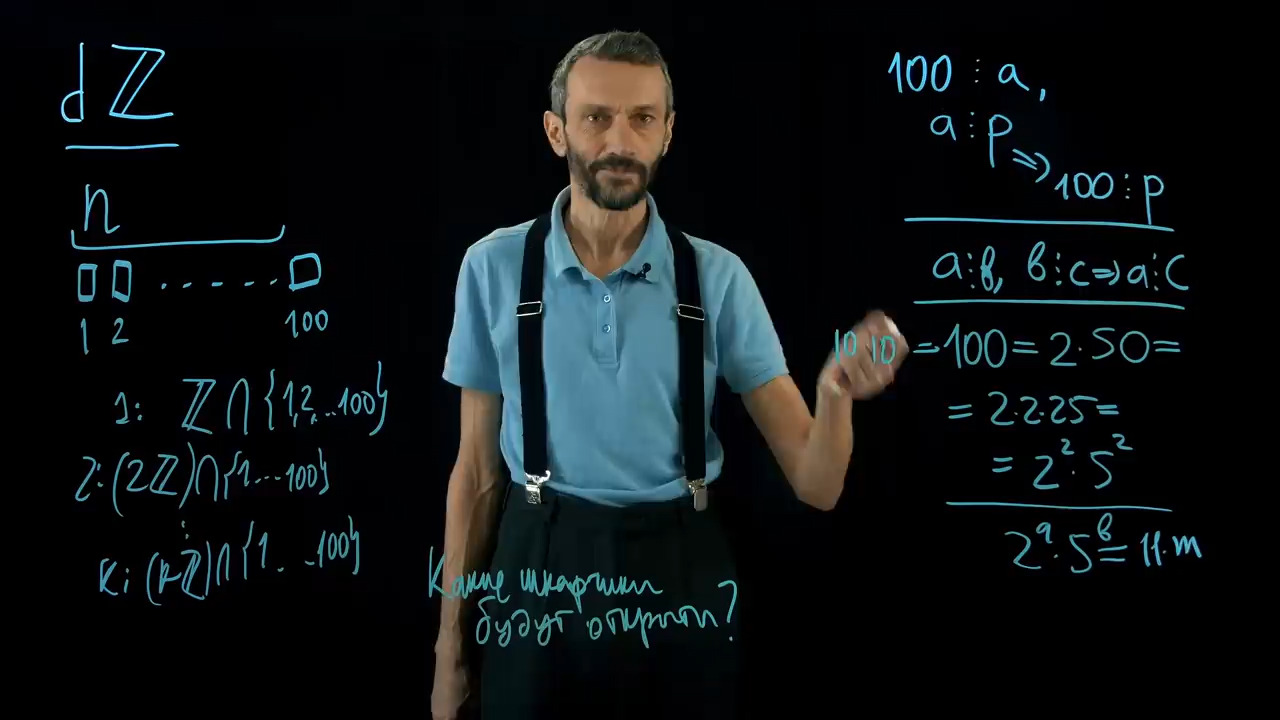 dℤ
n
1 2 100
1: ℤ ∩ {1,2,...100}
2: (2ℤ) ∩ {1...100}
⋮
K: (kℤ) ∩ {1...100}
Какие шкафчики
будут открыты?
100 ⋮ a,
a ⋮ p
⇒ 100 ⋮ p
a ⋮ b, b ⋮ c ⇒ a ⋮ c
10 10 = 100 = 2·50 =
= 2·2·25 =
= 2²·5²
2ᵃ·5ᵇ = 11·m